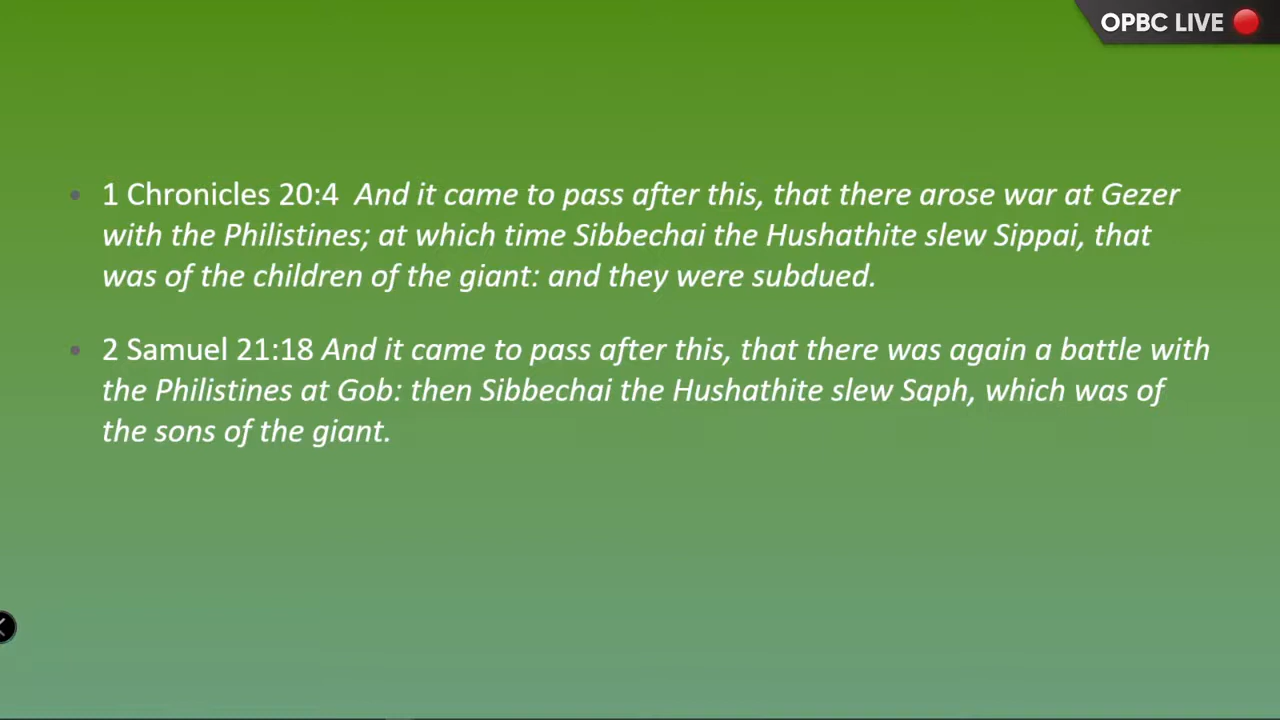 OPBC LIVE
• 1 Chronicles 20:4 And it came to pass after this, that there arose war at Gezer
with the Philistines; at which time Sibbechai the Hushathite slew Sippai, that
was of the children of the giant: and they were subdued.
• 2 Samuel 21:18 And it came to pass after this, that there was again a battle with
the Philistines at Gob: then Sibbechai the Hushathite slew Saph, which was of
the sons of the giant.